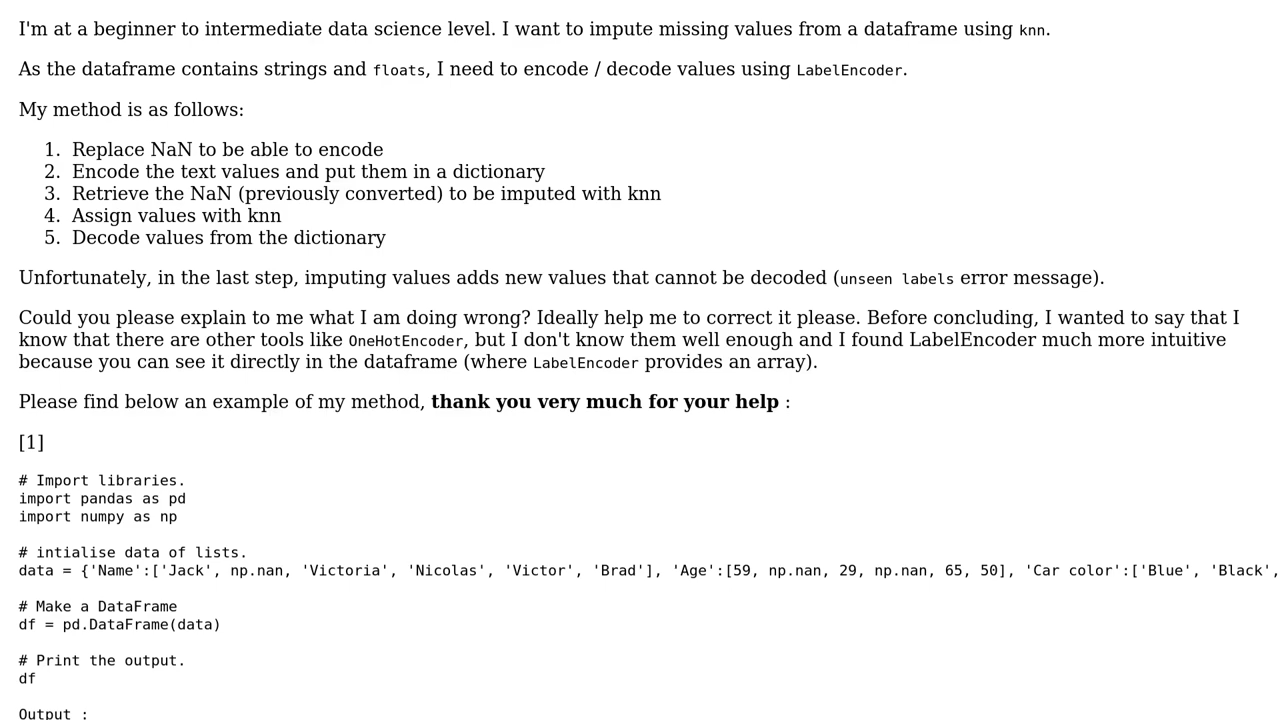 I'm at a beginner to intermediate data science level. I want to impute missing values from a dataframe using knn.
As the dataframe contains strings and floats, I need to encode / decode values using LabelEncoder.
My method is as follows:
1. Replace NaN to be able to encode
2. Encode the text values and put them in a dictionary
3. Retrieve the NaN (previously converted) to be imputed with knn
4. Assign values with knn
5. Decode values from the dictionary
Unfortunately, in the last step, imputing values adds new values that cannot be decoded (unseen labels error message).
Could you please explain to me what I am doing wrong? Ideally help me to correct it please. Before concluding, I wanted to say that I
know that there are other tools like OneHotEncoder, but I don't know them well enough and I found LabelEncoder much more intuitive
because you can see it directly in the dataframe (where LabelEncoder provides an array).
Please find below an example of my method, thank you very much for your help :
[1]
# Import libraries.
import pandas as pd
import numpy as np
# intialise data of lists.
data = {'Name':['Jack', np.nan, 'Victoria', 'Nicolas', 'Victor', 'Brad'], 'Age':[59, np.nan, 29, np.nan, 65, 50], 'Car color':['Blue', 'Black',
# Make a DataFrame
df = pd.DataFrame(data)
# Print the output.
df
Output :